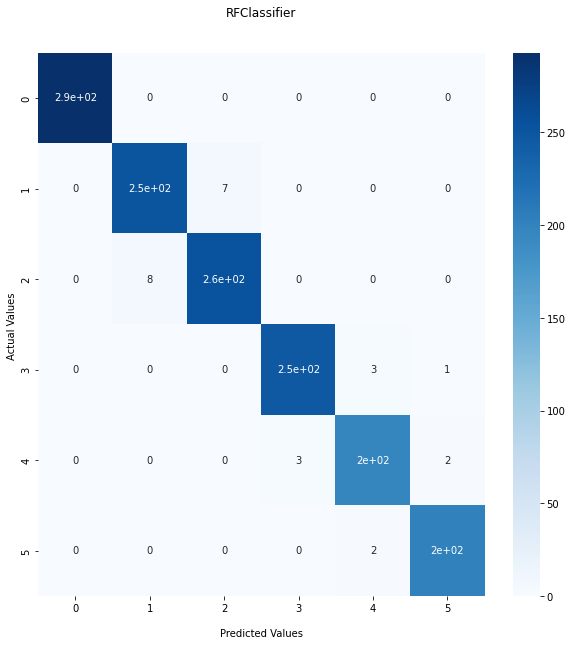 RFClassifier
0 2.9e+02 0 0 0 0 0
1 0 2.5e+02 7 0 0 0
2 0 8 2.6e+02 0 0 0
3 0 0 0 2.5e+02 3 1
4 0 0 0 3 2e+02 2
5 0 0 0 0 2 2e+02
Actual Values
0 1 2 3 4 5
Predicted Values
250
200
150
100
50
0